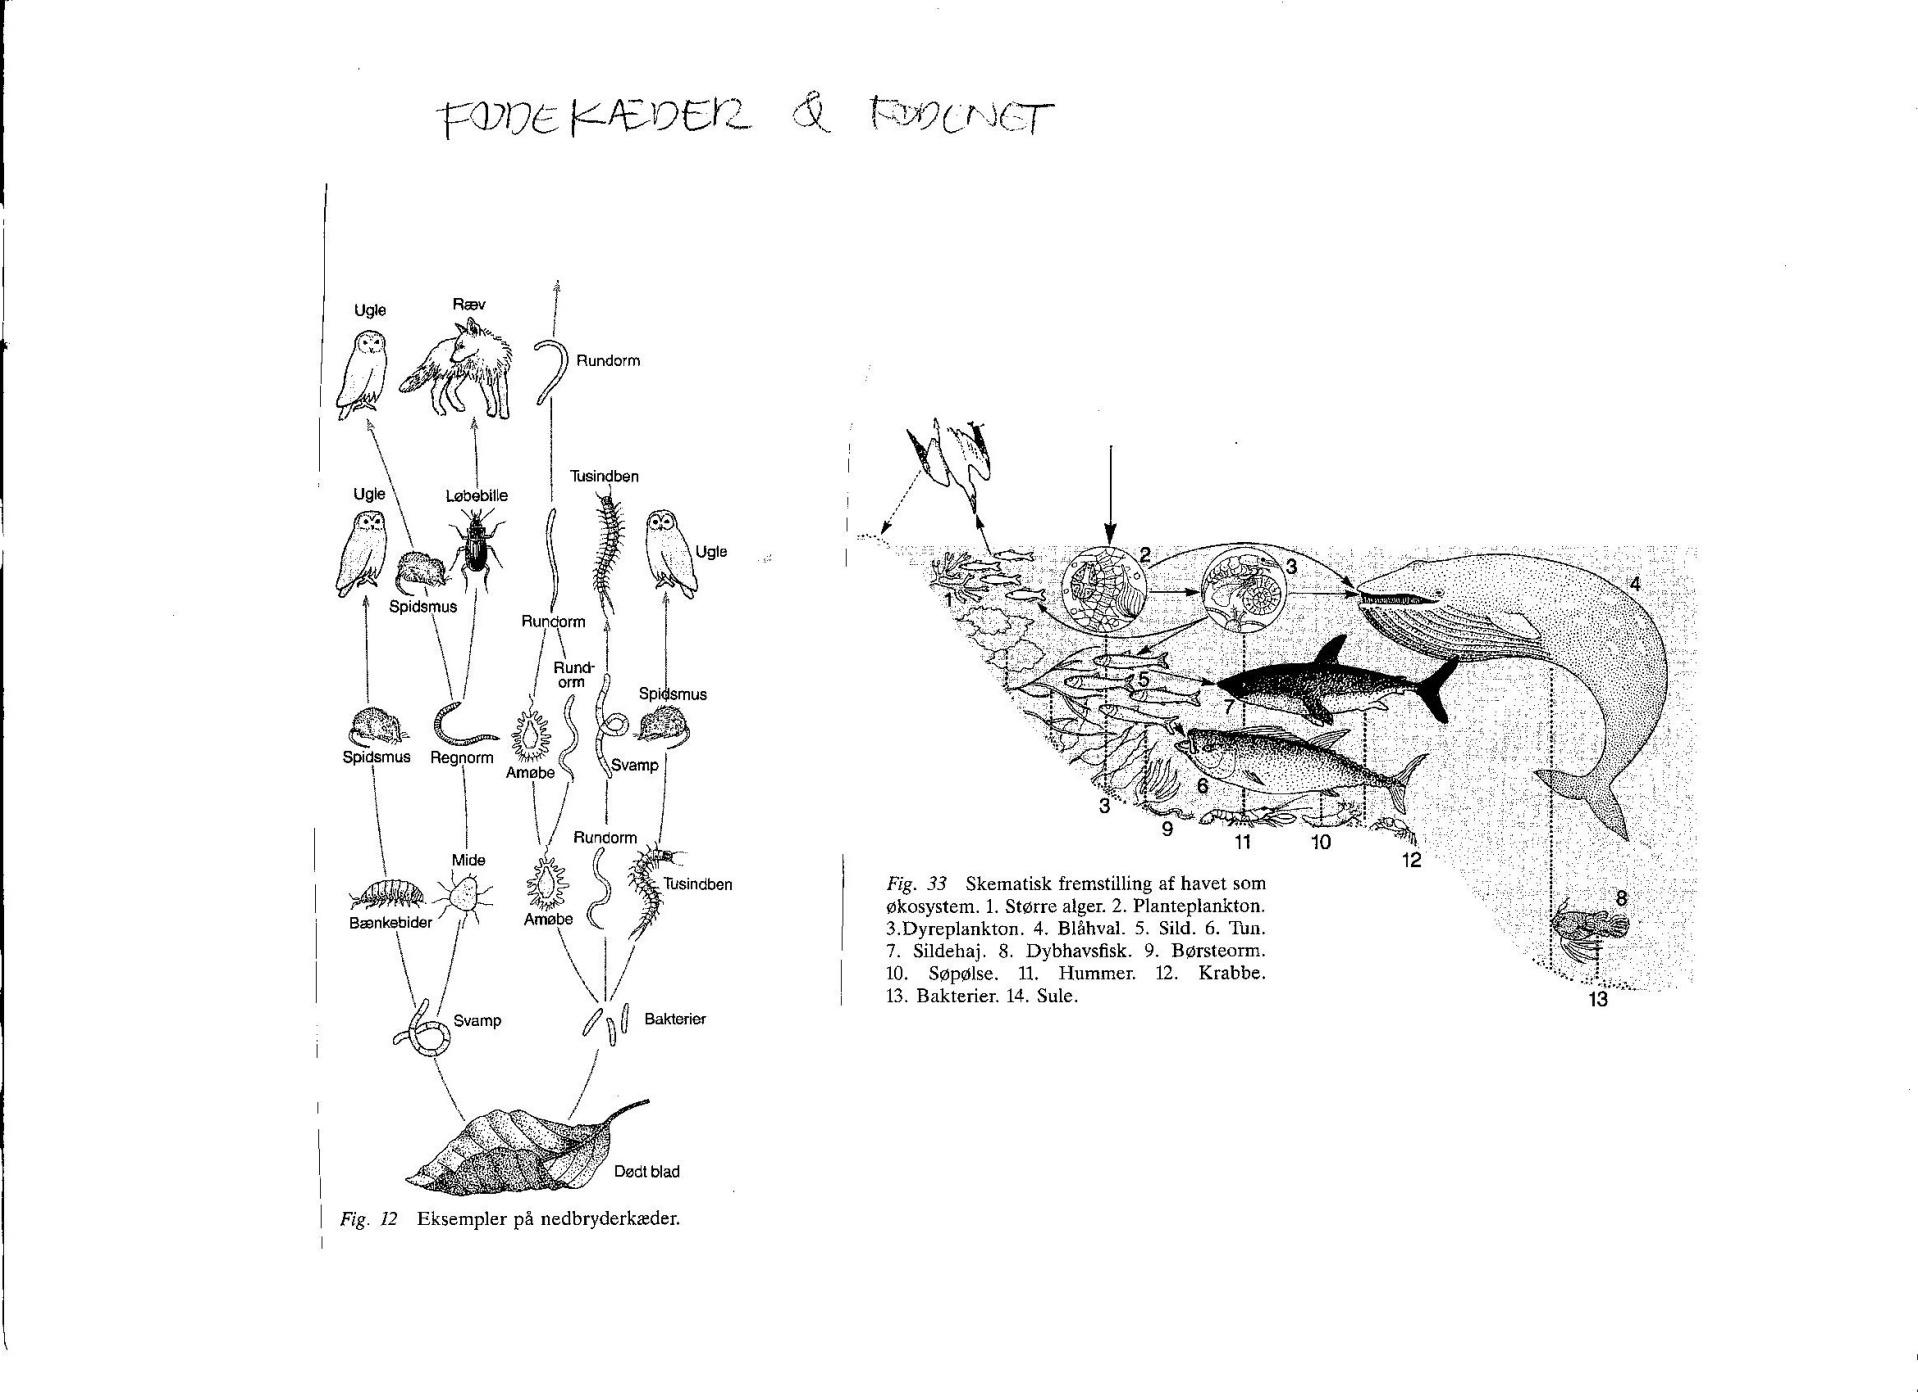 FØDEKÆDER & FØDENET
Ugle
Ræv
Rundorm
Tusindben
Ugle
Løbebille
Ugle
Spidsmus
Rundorm
Rund-
orm
Spidsmus
Spidsmus
Regnorm
Amøbe
Svamp
Rundorm
Mide
Tusindben
Bænkebider
Amøbe
Svamp
Bakterier
Dødt blad
Fig. 12 Eksempler på nedbryderkæder.
2
3
4
1
5
7
6
3
9
11
10
12
8
13
Fig. 33 Skematisk fremstilling af havet som
økosystem. 1. Større alger. 2. Planteplankton.
3.Dyreplankton. 4. Blåhval. 5. Sild. 6. Tun.
7. Sildehaj. 8. Dybhavsfisk. 9. Børsteorm.
10. Søpølse. 11. Hummer. 12. Krabbe.
13. Bakterier. 14. Sule.